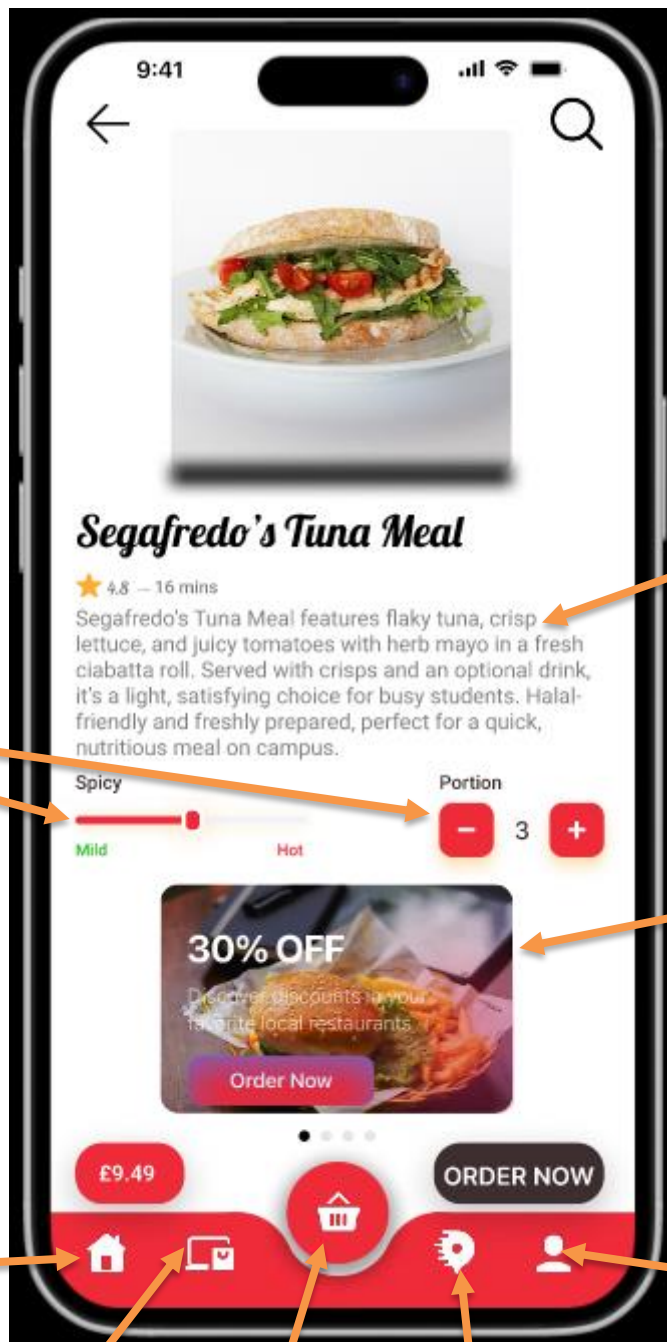 9:41
Segafredo's Tuna Meal
4.8 – 16 mins
Segafredo's Tuna Meal features flaky tuna, crisp
lettuce, and juicy tomatoes with herb mayo in a fresh
ciabatta roll. Served with crisps and an optional drink,
it's a light, satisfying choice for busy students. Halal-
friendly and freshly prepared, perfect for a quick,
nutritious meal on campus.
Spicy
Portion
– 3 +
Mild
Hot
30% OFF
Discover discounts in your
favorite local restaurants
Order Now
£9.49
ORDER NOW